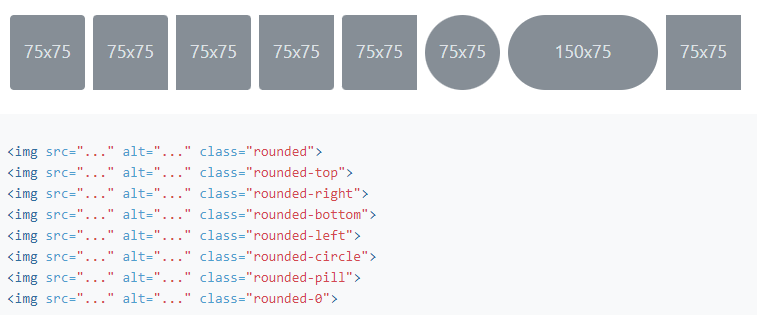 75x75 75x75 75x75 75x75 75x75 75x75 150x75 75x75
<img src="..." alt="..." class="rounded">
<img src="..." alt="..." class="rounded-top">
<img src="..." alt="..." class="rounded-right">
<img src="..." alt="..." class="rounded-bottom">
<img src="..." alt="..." class="rounded-left">
<img src="..." alt="..." class="rounded-circle">
<img src="..." alt="..." class="rounded-pill">
<img src="..." alt="..." class="rounded-0">